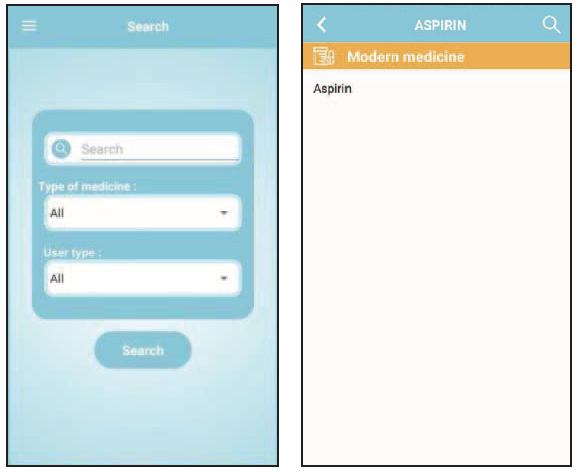 Search
Search
Type of medicine :
All
User type :
All
Search
ASPIRIN
Modern medicine
Aspirin